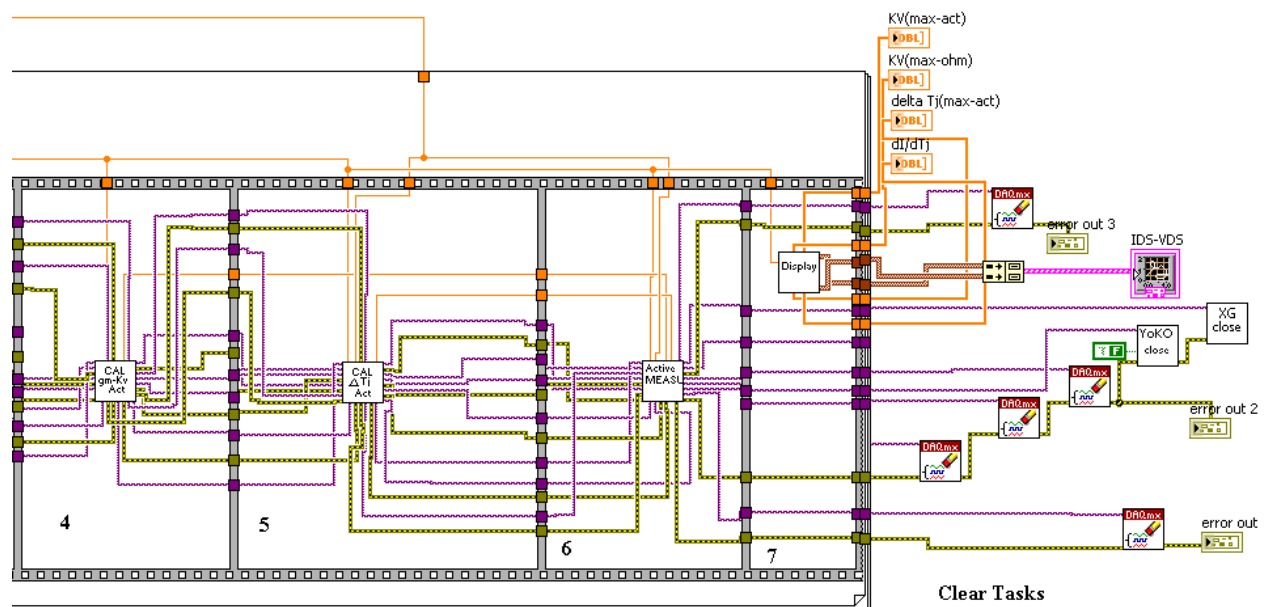 KV(max-act)
DBL
KV(max-ohm)
DBL
delta Tj(max-act)
DBL
dI/dTj
DBL
DAQmx
error out 3
IDS-VDS
Display
XG
close
YoKO
close
? F
CAL
gm-Kv
Act
CAL
ΔTj
Act
Active
MEASU
DAQmx
error out 2
DAQmx
DAQmx
4
5
6
7
DAQmx
error out
Clear Tasks